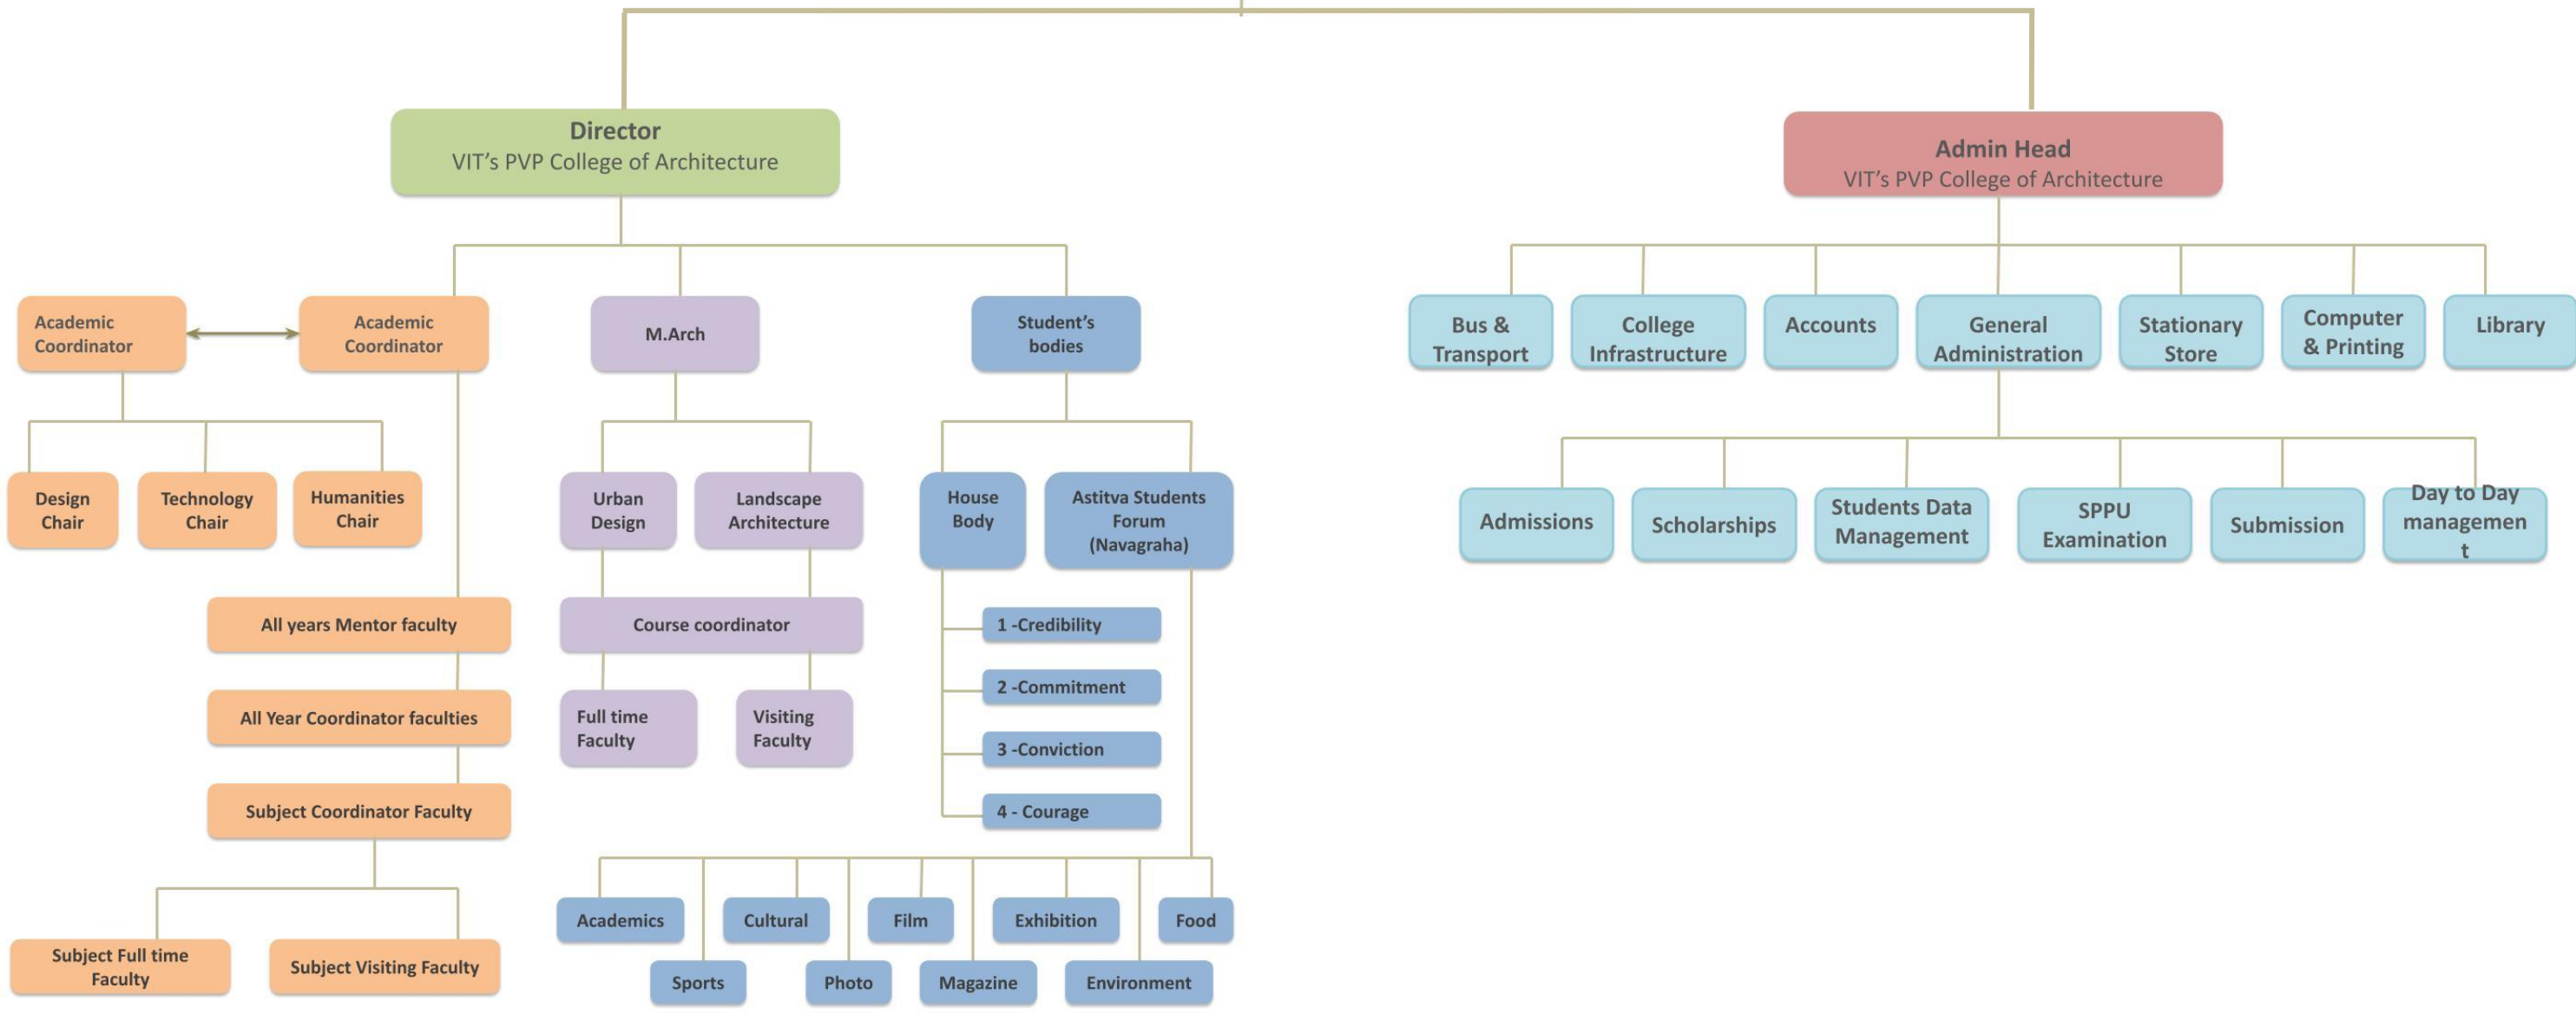 Director
VIT’s PVP College of Architecture
Admin Head
VIT’s PVP College of Architecture
Academic
Coordinator
Academic
Coordinator
M.Arch
Student’s
bodies
Bus &
Transport
College
Infrastructure
Accounts
General
Administration
Stationary
Store
Computer
& Printing
Library
Design
Chair
Technology
Chair
Humanities
Chair
Urban
Design
Landscape
Architecture
House
Body
Astitva Students
Forum
(Navagraha)
Admissions
Scholarships
Students Data
Management
SPPU
Examination
Submission
Day to Day
managemen
t
All years Mentor faculty
Course coordinator
1 -Credibility
2 -Commitment
3 -Conviction
4 - Courage
All Year Coordinator faculties
Full time
Faculty
Visiting
Faculty
Subject Coordinator Faculty
Subject Full time
Faculty
Subject Visiting Faculty
Academics
Cultural
Film
Exhibition
Food
Sports
Photo
Magazine
Environment